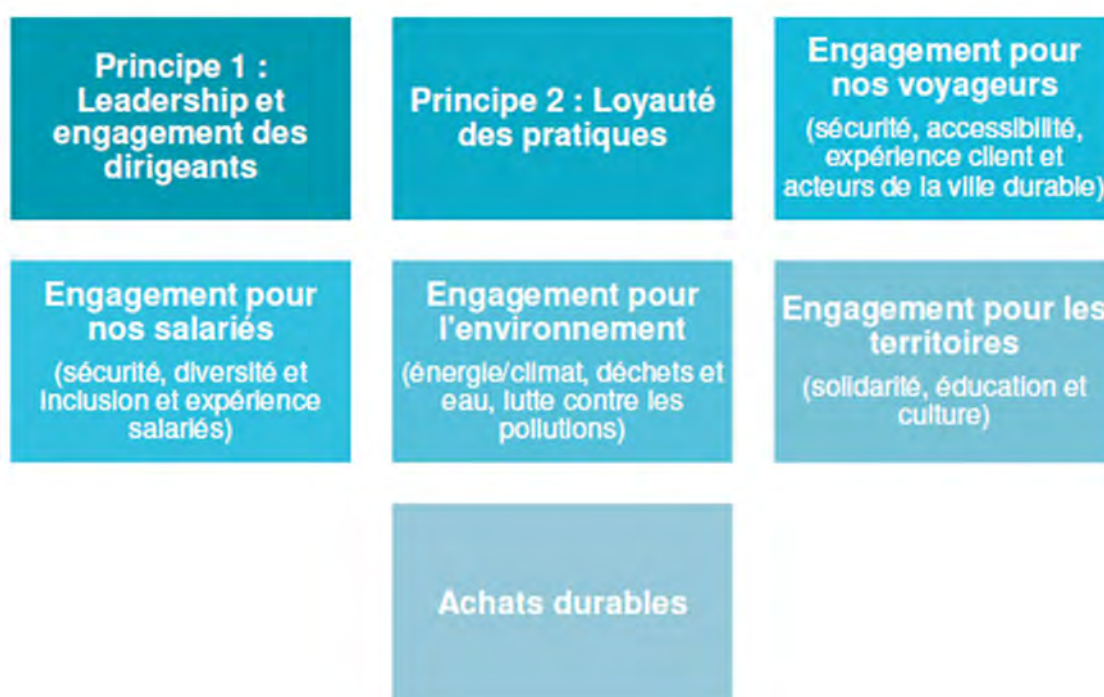 Principe 1 :
Leadership et
engagement des
dirigeants
Principe 2 : Loyauté
des pratiques
Engagement pour
nos voyageurs
(sécurité, accessibilité,
expérience client et
acteurs de la ville durable)
Engagement pour
nos salariés
(sécurité, diversité et
inclusion et expérience
salariés)
Engagement pour
l'environnement
(énergie/climat, déchets et
eau, lutte contre les
pollutions)
Engagement pour les
territoires
(solidarité, éducation et
culture)
Achats durables